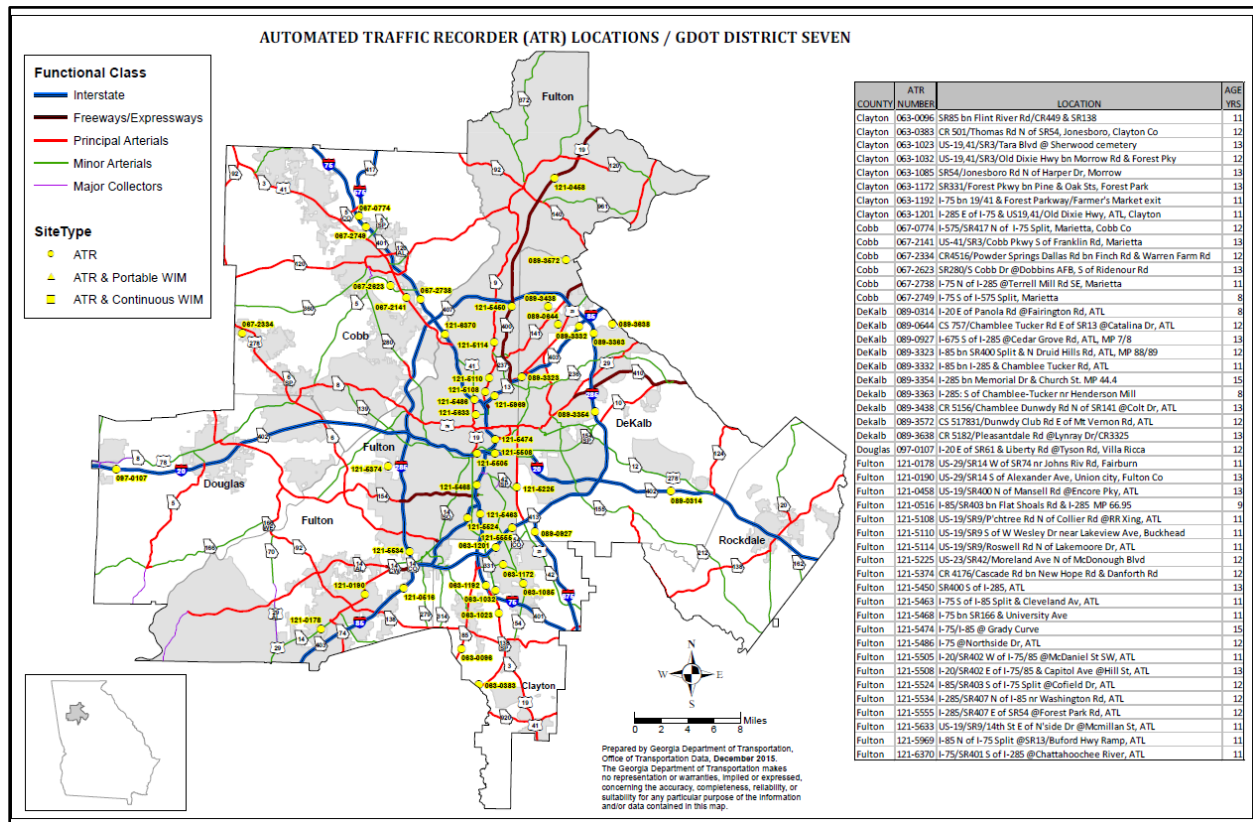 AUTOMATED TRAFFIC RECORDER (ATR) LOCATIONS / GDOT DISTRICT SEVEN
Functional Class
Interstate
Freeways/Expressways
Principal Arterials
Minor Arterials
Major Collectors
SiteType
ATR
ATR & Portable WIM
ATR & Continuous WIM
Fulton
Cobb
DeKalb
Fulton
Douglas
Fulton
Rockdale
Clayton
121-0458
067-0774
067-2749
089-3572
067-2623
067-2738
067-2141
089-3438
121-5450
089-0644
089-3638
067-2334
121-6370
089-3332
089-3363
121-5114
121-5110
089-3323
121-5108
121-5486
121-5969
121-5633
089-3354
121-5474
121-5508
121-5505
121-5374
097-0107
121-5468
121-5225
089-0314
121-5463
121-5524
121-5555
089-0927
063-1201
121-5534
063-1172
063-1192
063-1085
121-0190
121-0516
063-1032
063-1023
121-0178
063-0096
063-0383
N
W E
S
0 2 4 6 8 Miles
Prepared by Georgia Department of Transportation,
Office of Transportation Data, December 2015.
The Georgia Department of Transportation makes
no representation or warranties, implied or expressed,
concerning the accuracy, completeness, reliability, or
suitability for any particular purpose of the information
and/or data contained in this map.
COUNTY ATR NUMBER LOCATION AGE YRS
Clayton 063-0096 SR85 bn Flint River Rd/CR449 & SR138 11
Clayton 063-0383 CR 501/Thomas Rd N of SR54, Jonesboro, Clayton Co 12
Clayton 063-1023 US-19,41/SR3/Tara Blvd @ Sherwood cemetery 13
Clayton 063-1032 US-19,41/SR3/Old Dixie Hwy bn Morrow Rd & Forest Pky 12
Clayton 063-1085 SR54/Jonesboro Rd N of Harper Dr, Morrow 13
Clayton 063-1172 SR331/Forest Pkwy bn Pine & Oak Sts, Forest Park 13
Clayton 063-1192 I-75 bn 19/41 & Forest Parkway/Farmer's Market exit 11
Clayton 063-1201 I-285 E of I-75 & US19,41/Old Dixie Hwy, ATL, Clayton 11
Cobb 067-0774 I-575/SR417 N of I-75 Split, Marietta, Cobb Co 12
Cobb 067-2141 US-41/SR3/Cobb Pkwy S of Franklin Rd, Marietta 13
Cobb 067-2334 CR4516/Powder Springs Dallas Rd bn Finch Rd & Warren Farm Rd 12
Cobb 067-2623 SR280/S Cobb Dr @Dobbins AFB, S of Ridenour Rd 13
Cobb 067-2738 I-75 N of I-285 @Terrell Mill Rd SE, Marietta 11
Cobb 067-2749 I-75 S of I-575 Split, Marietta 8
DeKalb 089-0314 I-20 E of Panola Rd @Fairington Rd, ATL 8
DeKalb 089-0644 CS 757/Chamblee Tucker Rd E of SR13 @Catalina Dr, ATL 12
DeKalb 089-0927 I-675 S of I-285 @Cedar Grove Rd, ATL, MP 7/8 13
DeKalb 089-3323 I-85 bn SR400 Split & N Druid Hills Rd, ATL, MP 88/89 12
DeKalb 089-3332 I-85 bn I-285 & Chamblee Tucker Rd, ATL 11
DeKalb 089-3354 I-285 bn Memorial Dr & Church St. MP 44.4 15
Dekalb 089-3363 I-285: S of Chamblee-Tucker nr Henderson Mill 8
Dekalb 089-3438 CR 5156/Chamblee Dunwdy Rd N of SR141 @Colt Dr, ATL 13
Dekalb 089-3572 CS 517831/Dunwdy Club Rd E of Mt Vernon Rd, ATL 12
Dekalb 089-3638 CR 5182/Pleasantdale Rd @Lynray Dr/CR3325 13
Douglas 097-0107 I-20 E of SR61 & Liberty Rd @Tyson Rd, Villa Ricca 12
Fulton 121-0178 US-29/SR14 W of SR74 nr Johns Riv Rd, Fairburn 11
Fulton 121-0190 US-29/SR14 S of Alexander Ave, Union city, Fulton Co 13
Fulton 121-0458 US-19/SR400 N of Mansell Rd @Encore Pky, ATL 13
Fulton 121-0516 I-85/SR403 bn Flat Shoals Rd & I-285 MP 66.95 9
Fulton 121-5108 US-19/SR9/P'chtree Rd N of Collier Rd @RR Xing, ATL 11
Fulton 121-5110 US-19/SR9 S of W Wesley Dr near Lakeview Ave, Buckhead 11
Fulton 121-5114 US-19/SR9/Roswell Rd N of Lakemoore Dr, ATL 11
Fulton 121-5225 US-23/SR42/Moreland Ave N of McDonough Blvd 12
Fulton 121-5374 CR 4176/Cascade Rd bn New Hope Rd & Danforth Rd 12
Fulton 121-5450 SR400 S of I-285, ATL 13
Fulton 121-5463 I-75 S of I-85 Split & Cleveland Av, ATL 11
Fulton 121-5468 I-75 bn SR166 & University Ave 11
Fulton 121-5474 I-75/I-85 @ Grady Curve 15
Fulton 121-5486 I-75 @Northside Dr, ATL 12
Fulton 121-5505 I-20/SR402 W of I-75/85 @McDaniel St SW, ATL 11
Fulton 121-5508 I-20/SR402 E of I-75/85 & Capitol Ave @Hill St, ATL 13
Fulton 121-5524 I-85/SR403 S of I-75 Split @Cofield Dr, ATL 12
Fulton 121-5534 I-285/SR407 N of I-85 nr Washington Rd, ATL 12
Fulton 121-5555 I-285/SR407 E of SR54 @Forest Park Rd, ATL 12
Fulton 121-5633 US-19/SR9/14th St E of N'side Dr @Mcmillan St, ATL 11
Fulton 121-5969 I-85 N of I-75 Split @SR13/Buford Hwy Ramp, ATL 11
Fulton 121-6370 I-75/SR401 S of I-285 @Chattahoochee River, ATL 11